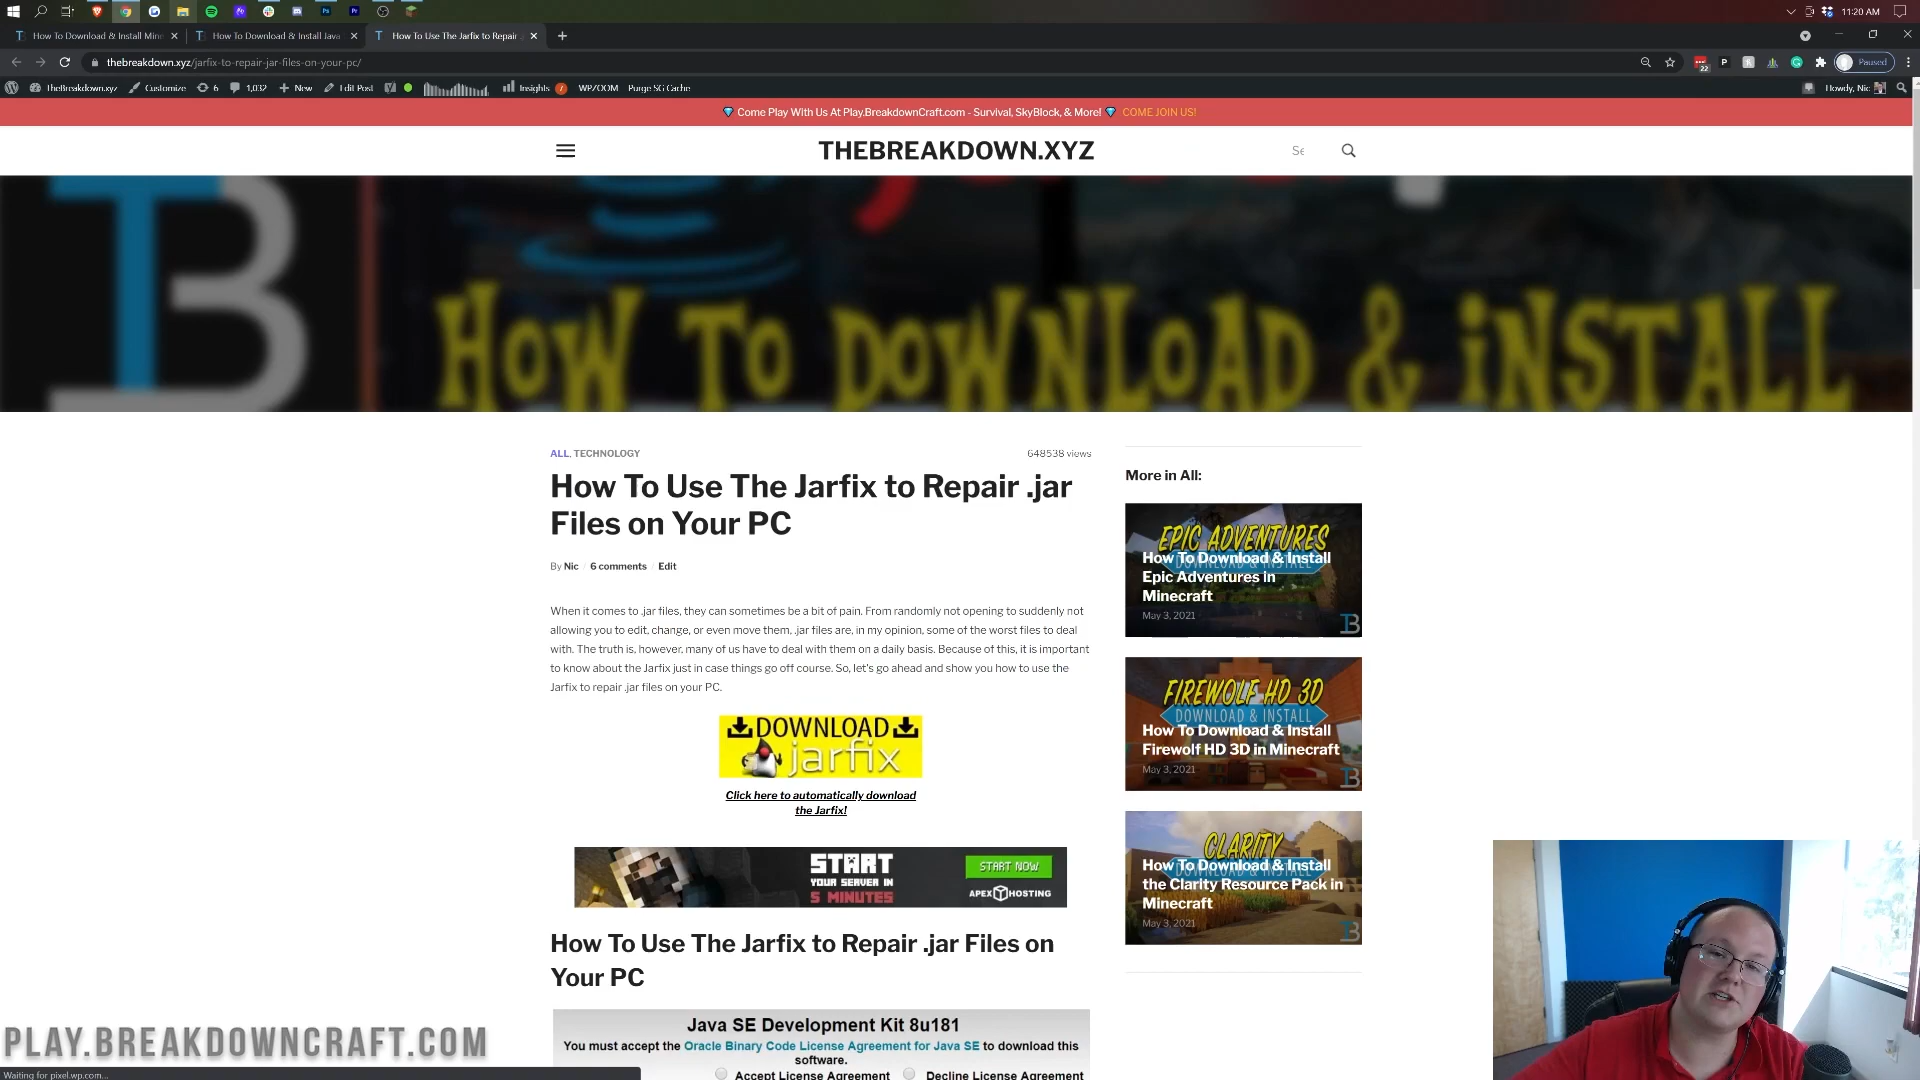 11:20 AM
How To Download & Install Mine
How To Download & Install Java
How To Use The Jarfix to Repair
thebreakdown.xyz/jarfix-to-repair-jar-files-on-your-pc/
22
Paused
TheBreakdown.xyz
Customize
6
1,032
New
Edit Post
Insights
7
WPZOOM
Purge SG Cache
Howdy, Nic
Come Play With Us At Play.BreakdownCraft.com - Survival, SkyBlock, & More!
COME JOIN US!
THEBREAKDOWN.XYZ
Se
TB
HOW TO DOWNLOAD & iNSTALL
ALL, TECHNOLOGY
648538 views
How To Use The Jarfix to Repair .jar
Files on Your PC
By Nic / 6 comments / Edit
When it comes to .jar files, they can sometimes be a bit of pain. From randomly not opening to suddenly not
allowing you to edit, change, or even move them, .jar files are, in my opinion, some of the worst files to deal
with. The truth is, however, many of us have to deal with them on a daily basis. Because of this, it is important
to know about the Jarfix just in case things go off course. So, let's go ahead and show you how to use the
Jarfix to repair .jar files on your PC.
DOWNLOAD
jarfix
Click here to automatically download
the Jarfix!
START
YOUR SERVER IN
5 MINUTES
START NOW
APEX HOSTING
How To Use The Jarfix to Repair .jar Files on
Your PC
Java SE Development Kit 8u181
You must accept the Oracle Binary Code License Agreement for Java SE to download this
software.
Accept License Agreement
Decline License Agreement
More in All:
EPIC ADVENTURES
DOWNLOAD & INSTALL
How To Download & Install
Epic Adventures in
Minecraft
May 3, 2021
TB
FIREWOLF HD 3D
DOWNLOAD & INSTALL
How To Download & Install
Firewolf HD 3D in Minecraft
May 3, 2021
TB
CLARITY
DOWNLOAD & INSTALL
How To Download & Install
the Clarity Resource Pack in
Minecraft
May 3, 2021
TB
PLAY.BREAKDOWNCRAFT.COM
Waiting for pixel.wp.com...